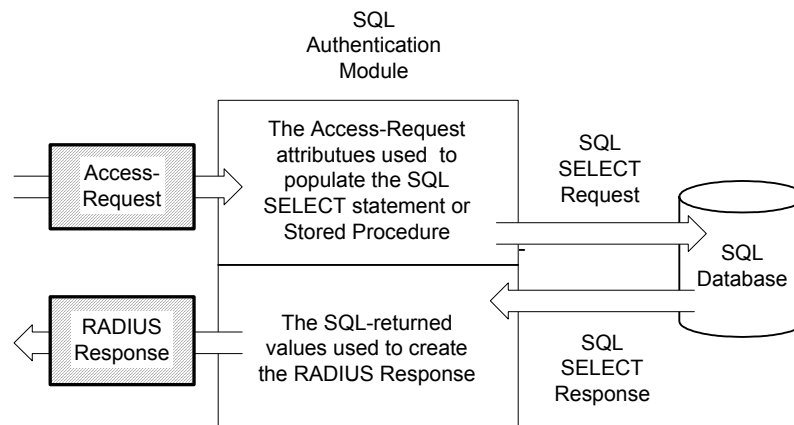 SQL
Authentication
Module
Access-
Request
The Access-Request
attributues used to
populate the SQL
SELECT statement or
Stored Procedure
SQL
SELECT
Request
SQL
Database
RADIUS
Response
The SQL-returned
values used to create
the RADIUS Response
SQL
SELECT
Response